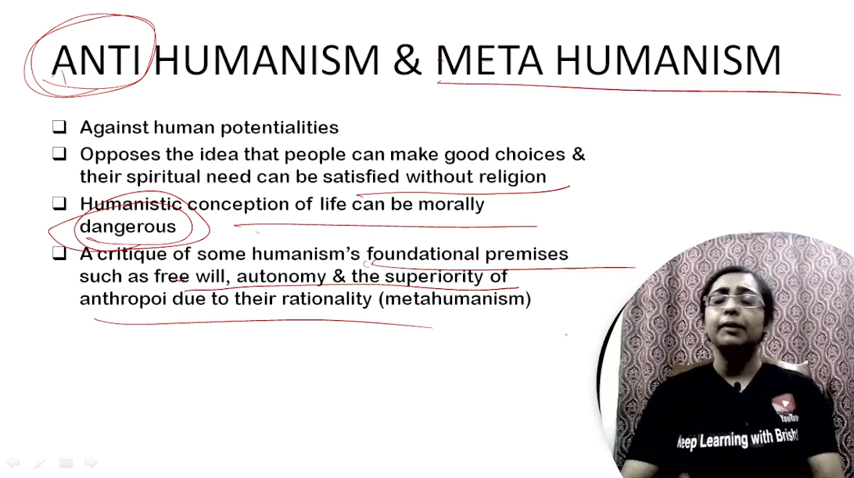 ANTI HUMANISM & META HUMANISM
❑ Against human potentialities
❑ Opposes the idea that people can make good choices &
their spiritual need can be satisfied without religion
❑ Humanistic conception of life can be morally
dangerous
❑ A critique of some humanism's foundational premises
such as free will, autonomy & the superiority of
anthropoi due to their rationality (metahumanism)
YouTube
Keep Learning with Brish!